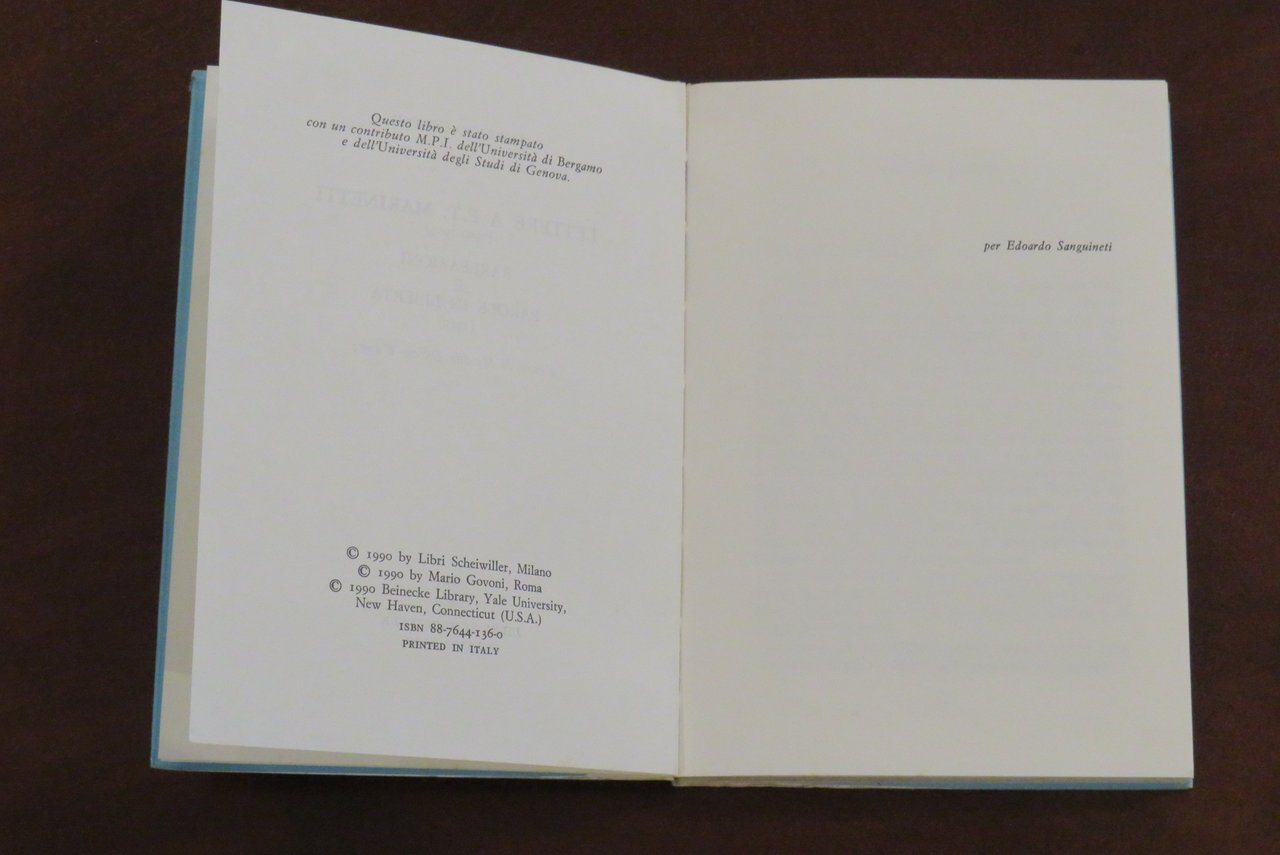 Questo libro è stato stampato
con un contributo M.P.I. dell'Università di Bergamo
e dell'Università degli Studi di Genova.
LETTERE A F.T. MARINETTI
© 1990 by Libri Scheiwiller, Milano
© 1990 by Mario Govoni, Roma
© 1990 Beinecke Library, Yale University,
New Haven, Connecticut (U.S.A.)
ISBN 88-7644-136-0
PRINTED IN ITALY
per Edoardo Sanguineti